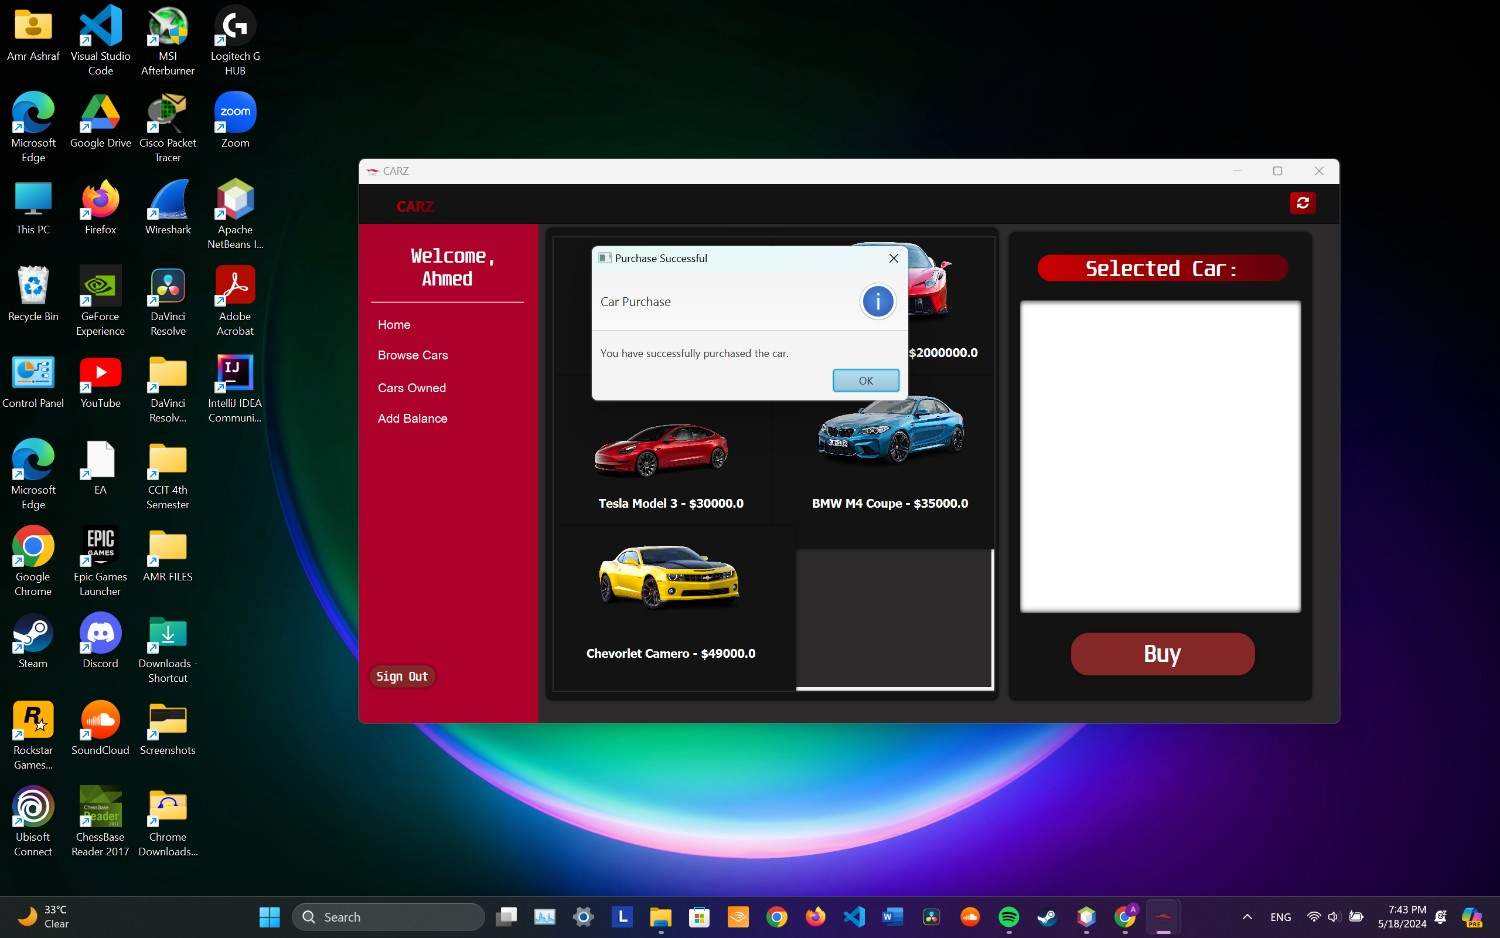 Amr Ashraf
Visual Studio
Code
MSI
Afterburner
Logitech G
HUB
Microsoft
Edge
Google Drive
Cisco Packet
Tracer
zoom
Zoom
This PC
Firefox
Wireshark
Apache
NetBeans I...
Recycle Bin
GeForce
Experience
DaVinci
Resolve
Adobe
Acrobat
Control Panel
YouTube
DaVinci
Resolv...
IJ
IntelliJ IDEA
Communi...
Microsoft
Edge
EA
CCIT 4th
Semester
Google
Chrome
EPIC
GAMES
Epic Games
Launcher
AMR FILES
Steam
Discord
Downloads -
Shortcut
R
Rockstar
Games...
SoundCloud
Screenshots
Ubisoft
Connect
ChessBase
Reader
ChessBase
Reader 2017
Chrome
Downloads...
CARZ
CARZ
Welcome,
Ahmed
Home
Browse Cars
Cars Owned
Add Balance
Sign Out
Purchase Successful
Car Purchase
You have successfully purchased the car.
OK
$2000000.0
Tesla Model 3 - $30000.0
BMW M4 Coupe - $35000.0
Chevorlet Camero - $49000.0
Selected Car:
Buy
33°C
Clear
Search
L
W
A
ENG
7:43 PM
5/18/2024
PRE